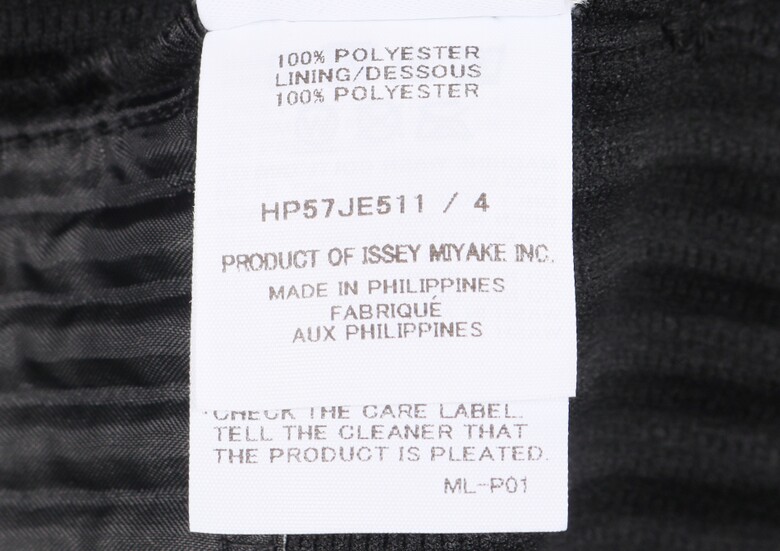 100% POLYESTER
LINING/DESSOUS
100% POLYESTER
HP57JE511 / 4
PRODUCT OF ISSEY MIYAKE INC.
MADE IN PHILIPPINES
FABRIQUÉ
AUX PHILIPPINES
·CHECK THE CARE LABEL.
TELL THE CLEANER THAT
THE PRODUCT IS PLEATED.
ML-P01